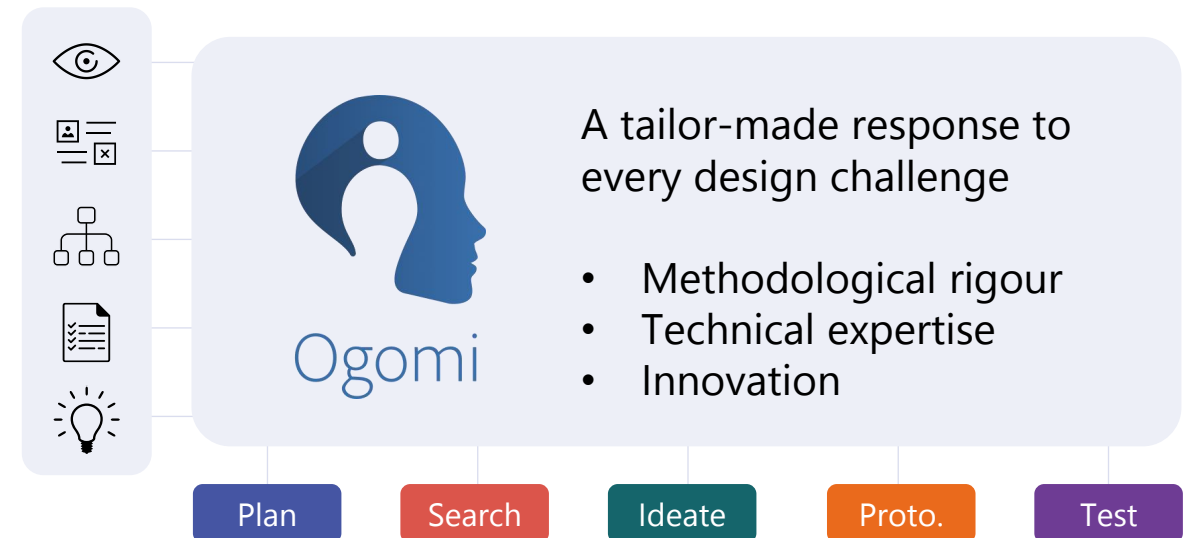 A tailor-made response to
every design challenge
• Methodological rigour
• Technical expertise
• Innovation
Ogomi
Plan
Search
Ideate
Proto.
Test